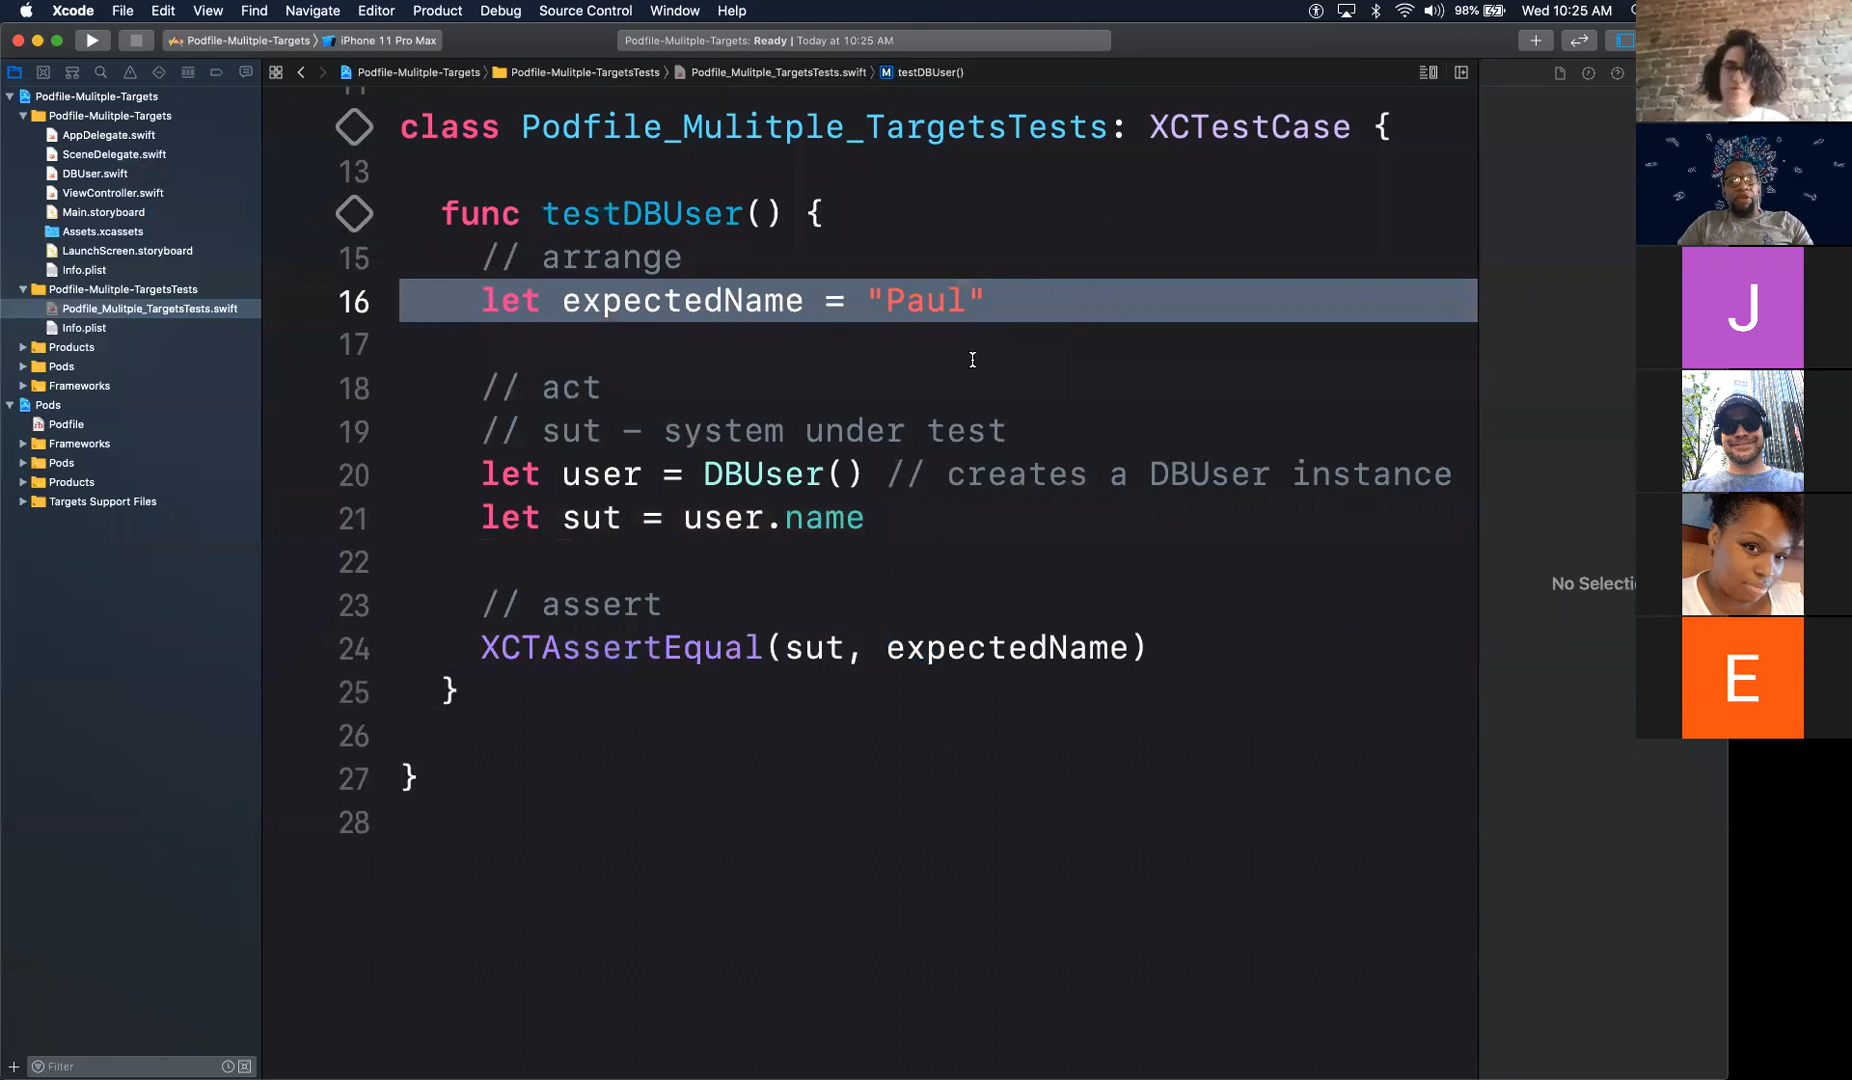 Xcode File Edit View Find Navigate Editor Product Debug Source Control Window Help 98% Wed 10:25 AM
Podfile-Mulitple-Targets iPhone 11 Pro Max Podfile-Mulitple-Targets: Ready | Today at 10:25 AM
Podfile-Mulitple-Targets Podfile-Mulitple-TargetsTests Podfile_Mulitple_TargetsTests.swift M testDBUser()
Podfile-Mulitple-Targets
Podfile-Mulitple-Targets
AppDelegate.swift
SceneDelegate.swift
DBUser.swift
ViewController.swift
Main.storyboard
Assets.xcassets
LaunchScreen.storyboard
Info.plist
Podfile-Mulitple-TargetsTests
Podfile_Mulitple_TargetsTests.swift
Info.plist
Products
Pods
Frameworks
Pods
Podfile
Frameworks
Pods
Products
Targets Support Files
Filter
class Podfile_Mulitple_TargetsTests: XCTestCase {
13
func testDBUser() {
15 // arrange
16 let expectedName = "Paul"
17
18 // act
19 // sut - system under test
20 let user = DBUser() // creates a DBUser instance
21 let sut = user.name
22
23 // assert
24 XCTAssertEqual(sut, expectedName)
25 }
26
27 }
28
No Selecti
J
E